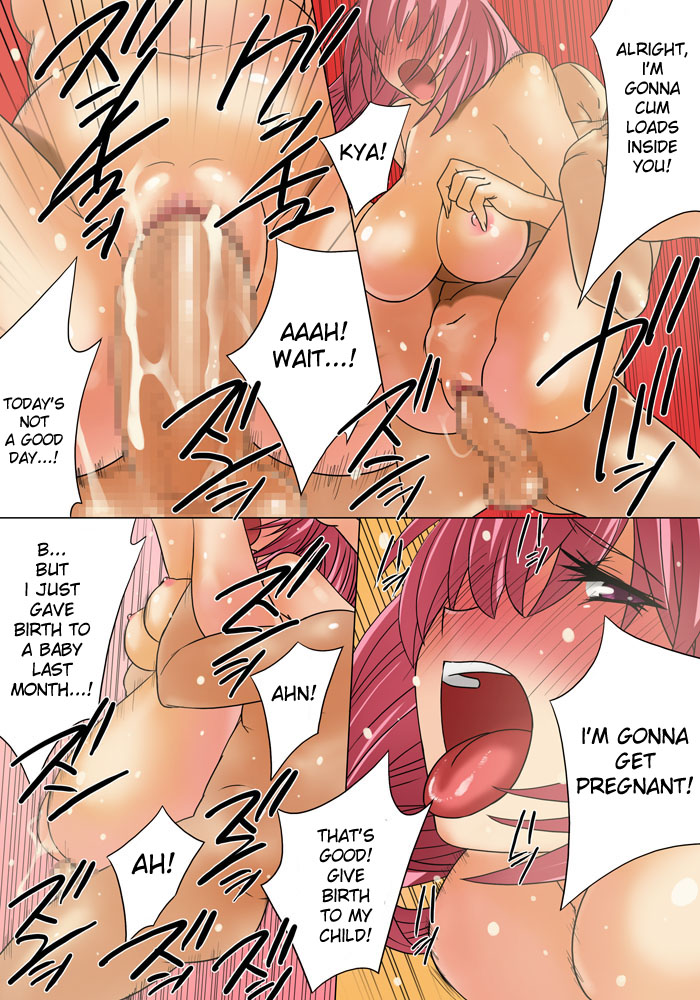 ALRIGHT,
I'M
GONNA
CUM
LOADS
INSIDE
YOU!
KYA!
AAAH!
WAIT...!
TODAY'S
NOT
A GOOD
DAY...!
B...
BUT
I JUST
GAVE
BIRTH TO
A BABY
LAST
MONTH...!
AHN!
AH!
I'M GONNA
GET
PREGNANT!
THAT'S
GOOD!
GIVE
BIRTH
TO MY
CHILD!